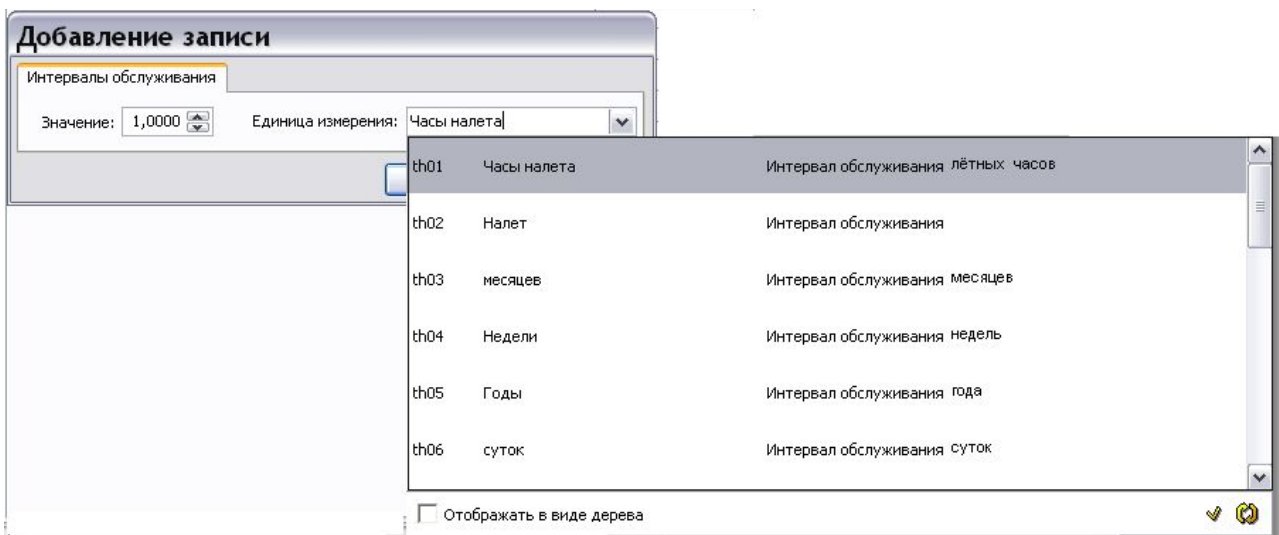 Добавление записи
Интервалы обслуживания
Значение: 1,0000 Единица измерения: Часы налета
th01 Часы налета Интервал обслуживания лётных часов
th02 Налет Интервал обслуживания
th03 месяцев Интервал обслуживания месяцев
th04 Недели Интервал обслуживания недель
th05 Годы Интервал обслуживания года
th06 суток Интервал обслуживания суток
Отображать в виде дерева